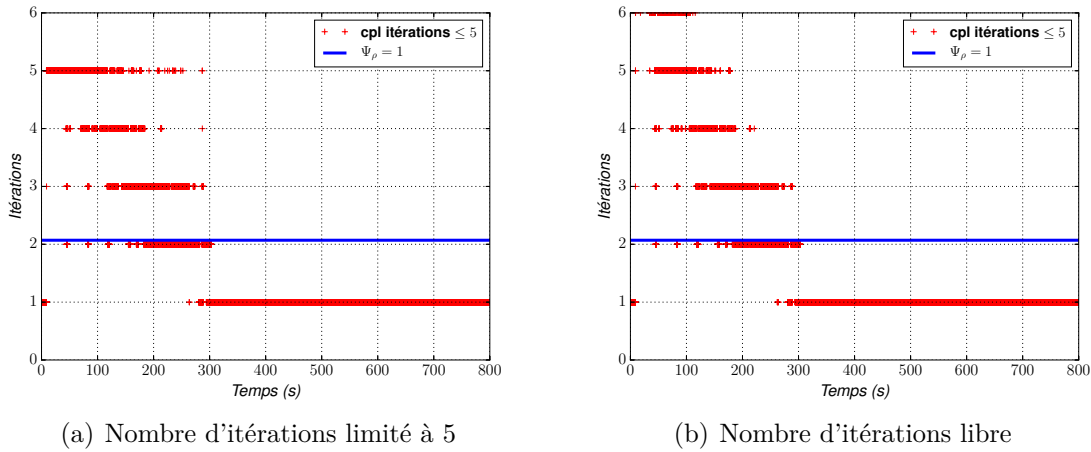 6
5
4
3
2
1
0
Itérations
0 100 200 300 400 500 600 700 800
Temps (s)
cpl itérations ≤ 5
Ψρ = 1
(a) Nombre d'itérations limité à 5
6
5
4
3
2
1
0
Itérations
0 100 200 300 400 500 600 700 800
Temps (s)
cpl itérations ≤ 5
Ψρ = 1
(b) Nombre d'itérations libre